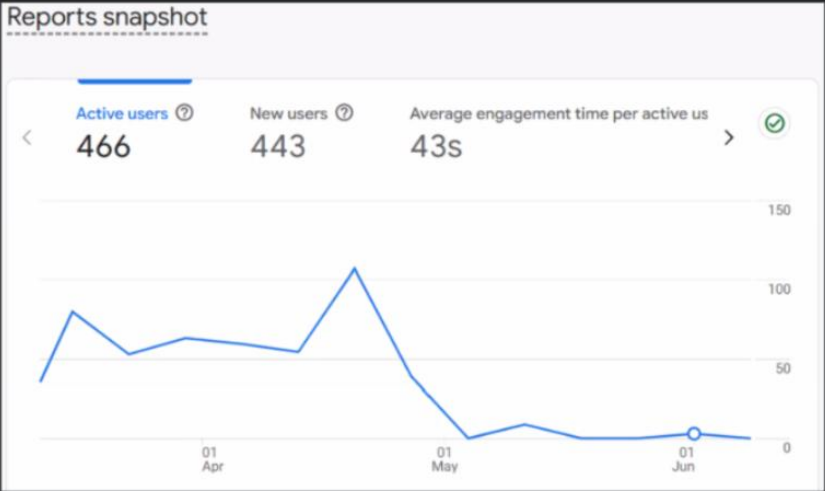 Reports snapshot
Active users
New users
Average engagement time per active us
466
443
43s
150
100
50
0
01
Apr
01
May
01
Jun